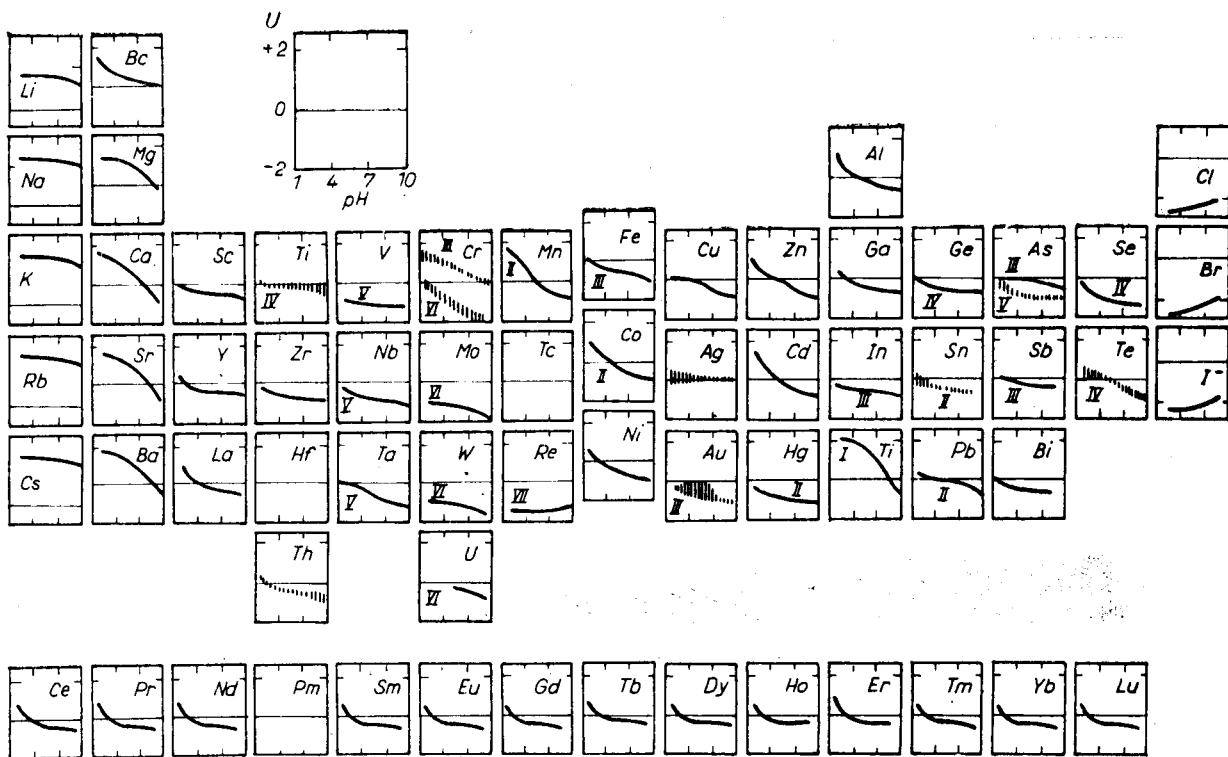 U
+2
0
-2
1 4 7 10
pH
Li Bc
Na Mg Al Cl
K Ca Sc Ti IV V V III Cr VI II Mn Fe III Cu Zn Ga Ge IV III As V Se IV Br
Rb Sr Y Zr Nb V Mo VI Tc Co II Ag Cd In III Sn II Sb III Te IV I⁻
Cs Ba La Hf Ta V W VI Re VII Ni Au III Hg II I Ti Pb II Bi
Th U VI
Ce Pr Nd Pm Sm Eu Gd Tb Dy Ho Er Tm Yb Lu